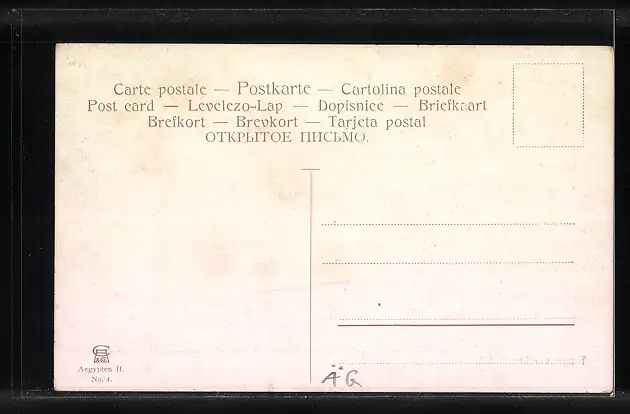 Carte postale — Postkarte — Cartolina postale
Post card — Levelezo-Lap — Dopisnice — Briefkaart
Brefkort — Brevkort — Tarjeta postal
ОТКРЫТОЕ ПИСЬМО.
Aegypten II.
No. 4.
ÄG